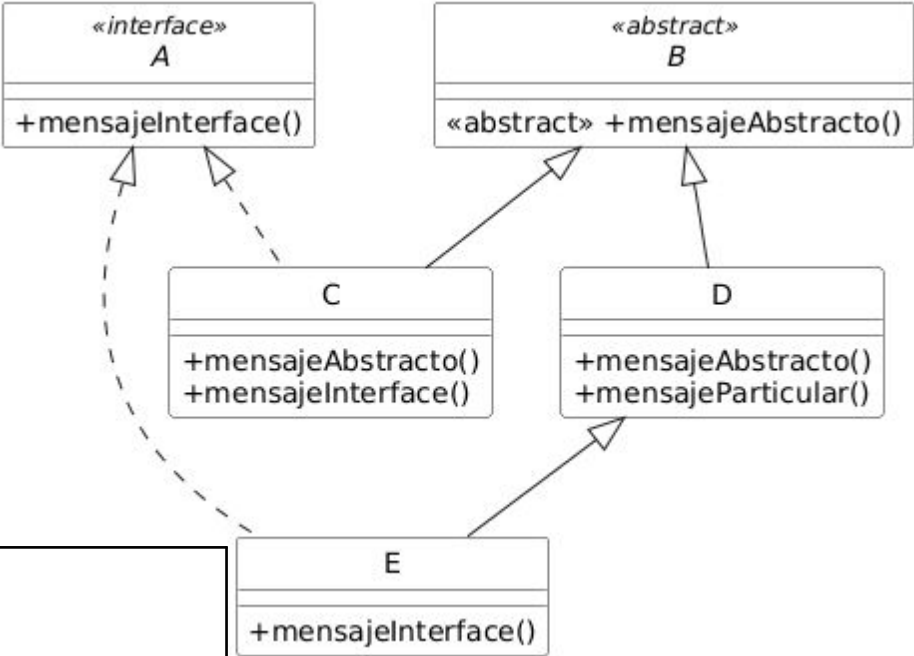 «interface»
A
+mensajeInterface()
«abstract»
B
«abstract» +mensajeAbstracto()
C
+mensajeAbstracto()
+mensajeInterface()
D
+mensajeAbstracto()
+mensajeParticular()
E
+mensajeInterface()